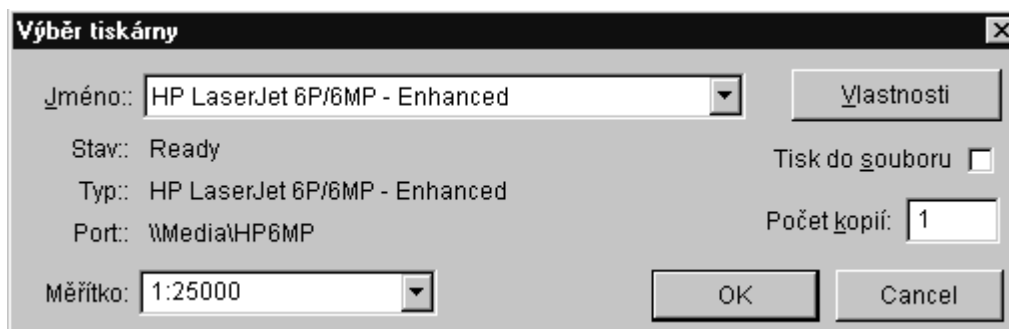 Výběr tiskárny
Jméno:: HP LaserJet 6P/6MP - Enhanced Vlastnosti
Stav:: Ready Tisk do souboru
Typ:: HP LaserJet 6P/6MP - Enhanced
Port:: \\Media\HP6MP Počet kopií: 1
Měřítko: 1:25000 OK Cancel